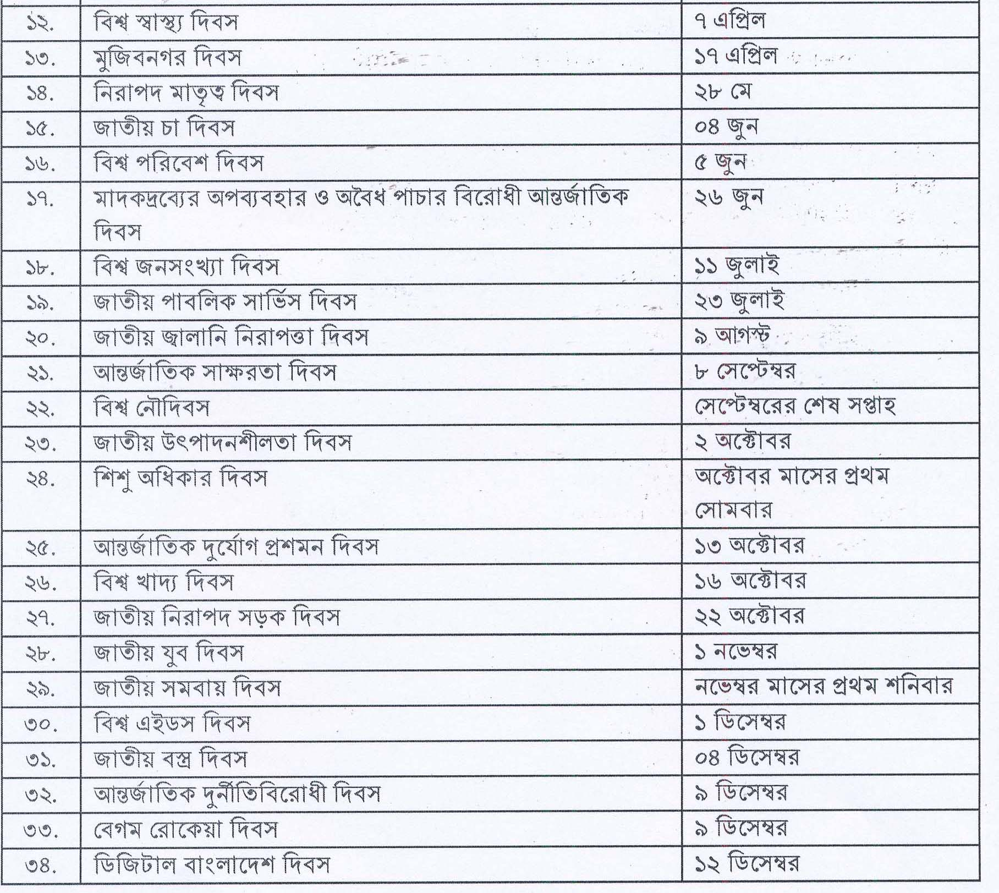 ১২. বিশ্ব স্বাস্থ্য দিবস ৭ এপ্রিল
১৩. মুজিবনগর দিবস ১৭ এপ্রিল
১৪. নিরাপদ মাতৃত্ব দিবস ২৮ মে
১৫. জাতীয় চা দিবস ০৪ জুন
১৬. বিশ্ব পরিবেশ দিবস ৫ জুন
১৭. মাদকদ্রব্যের অপব্যবহার ও অবৈধ পাচার বিরোধী আন্তর্জাতিক ২৬ জুন
দিবস
১৮. বিশ্ব জনসংখ্যা দিবস ১১ জুলাই
১৯. জাতীয় পাবলিক সার্ভিস দিবস ২৩ জুলাই
২০. জাতীয় জ্বালানি নিরাপত্তা দিবস ৯ আগস্ট
২১. আন্তর্জাতিক সাক্ষরতা দিবস ৮ সেপ্টেম্বর
২২. বিশ্ব নৌদিবস সেপ্টেম্বরের শেষ সপ্তাহ
২৩. জাতীয় উৎপাদনশীলতা দিবস ২ অক্টোবর
২৪. শিশু অধিকার দিবস অক্টোবর মাসের প্রথম
সোমবার
২৫. আন্তর্জাতিক দুর্যোগ প্রশমন দিবস ১৩ অক্টোবর
২৬. বিশ্ব খাদ্য দিবস ১৬ অক্টোবর
২৭. জাতীয় নিরাপদ সড়ক দিবস ২২ অক্টোবর
২৮. জাতীয় যুব দিবস ১ নভেম্বর
২৯. জাতীয় সমবায় দিবস নভেম্বর মাসের প্রথম শনিবার
৩০. বিশ্ব এইডস দিবস ১ ডিসেম্বর
৩১. জাতীয় বস্ত্র দিবস ০৪ ডিসেম্বর
৩২. আন্তর্জাতিক দুর্নীতিবিরোধী দিবস ৯ ডিসেম্বর
৩৩. বেগম রোকেয়া দিবস ৯ ডিসেম্বর
৩৪. ডিজিটাল বাংলাদেশ দিবস ১২ ডিসেম্বর